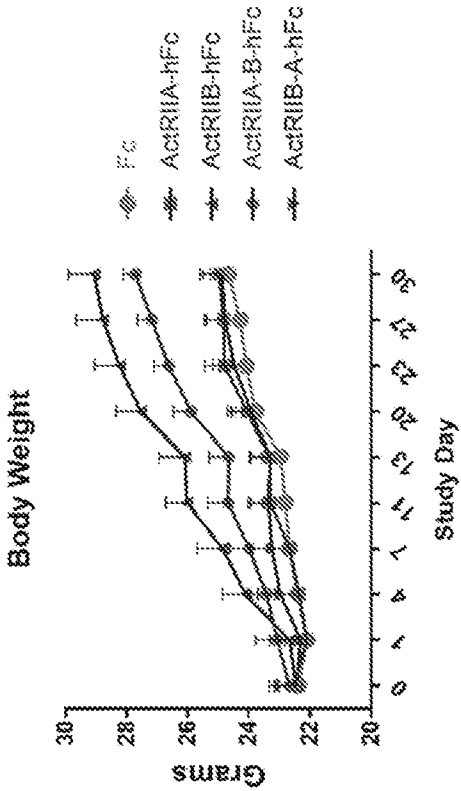 Body Weight
Grams
30
28
26
24
22
20
0 1 4 7 11
Study Day
Fc
ActRIIA-hFc
ActRIIB-hFc
ActRIIA-B-hFc
ActRIIB-A-hFc